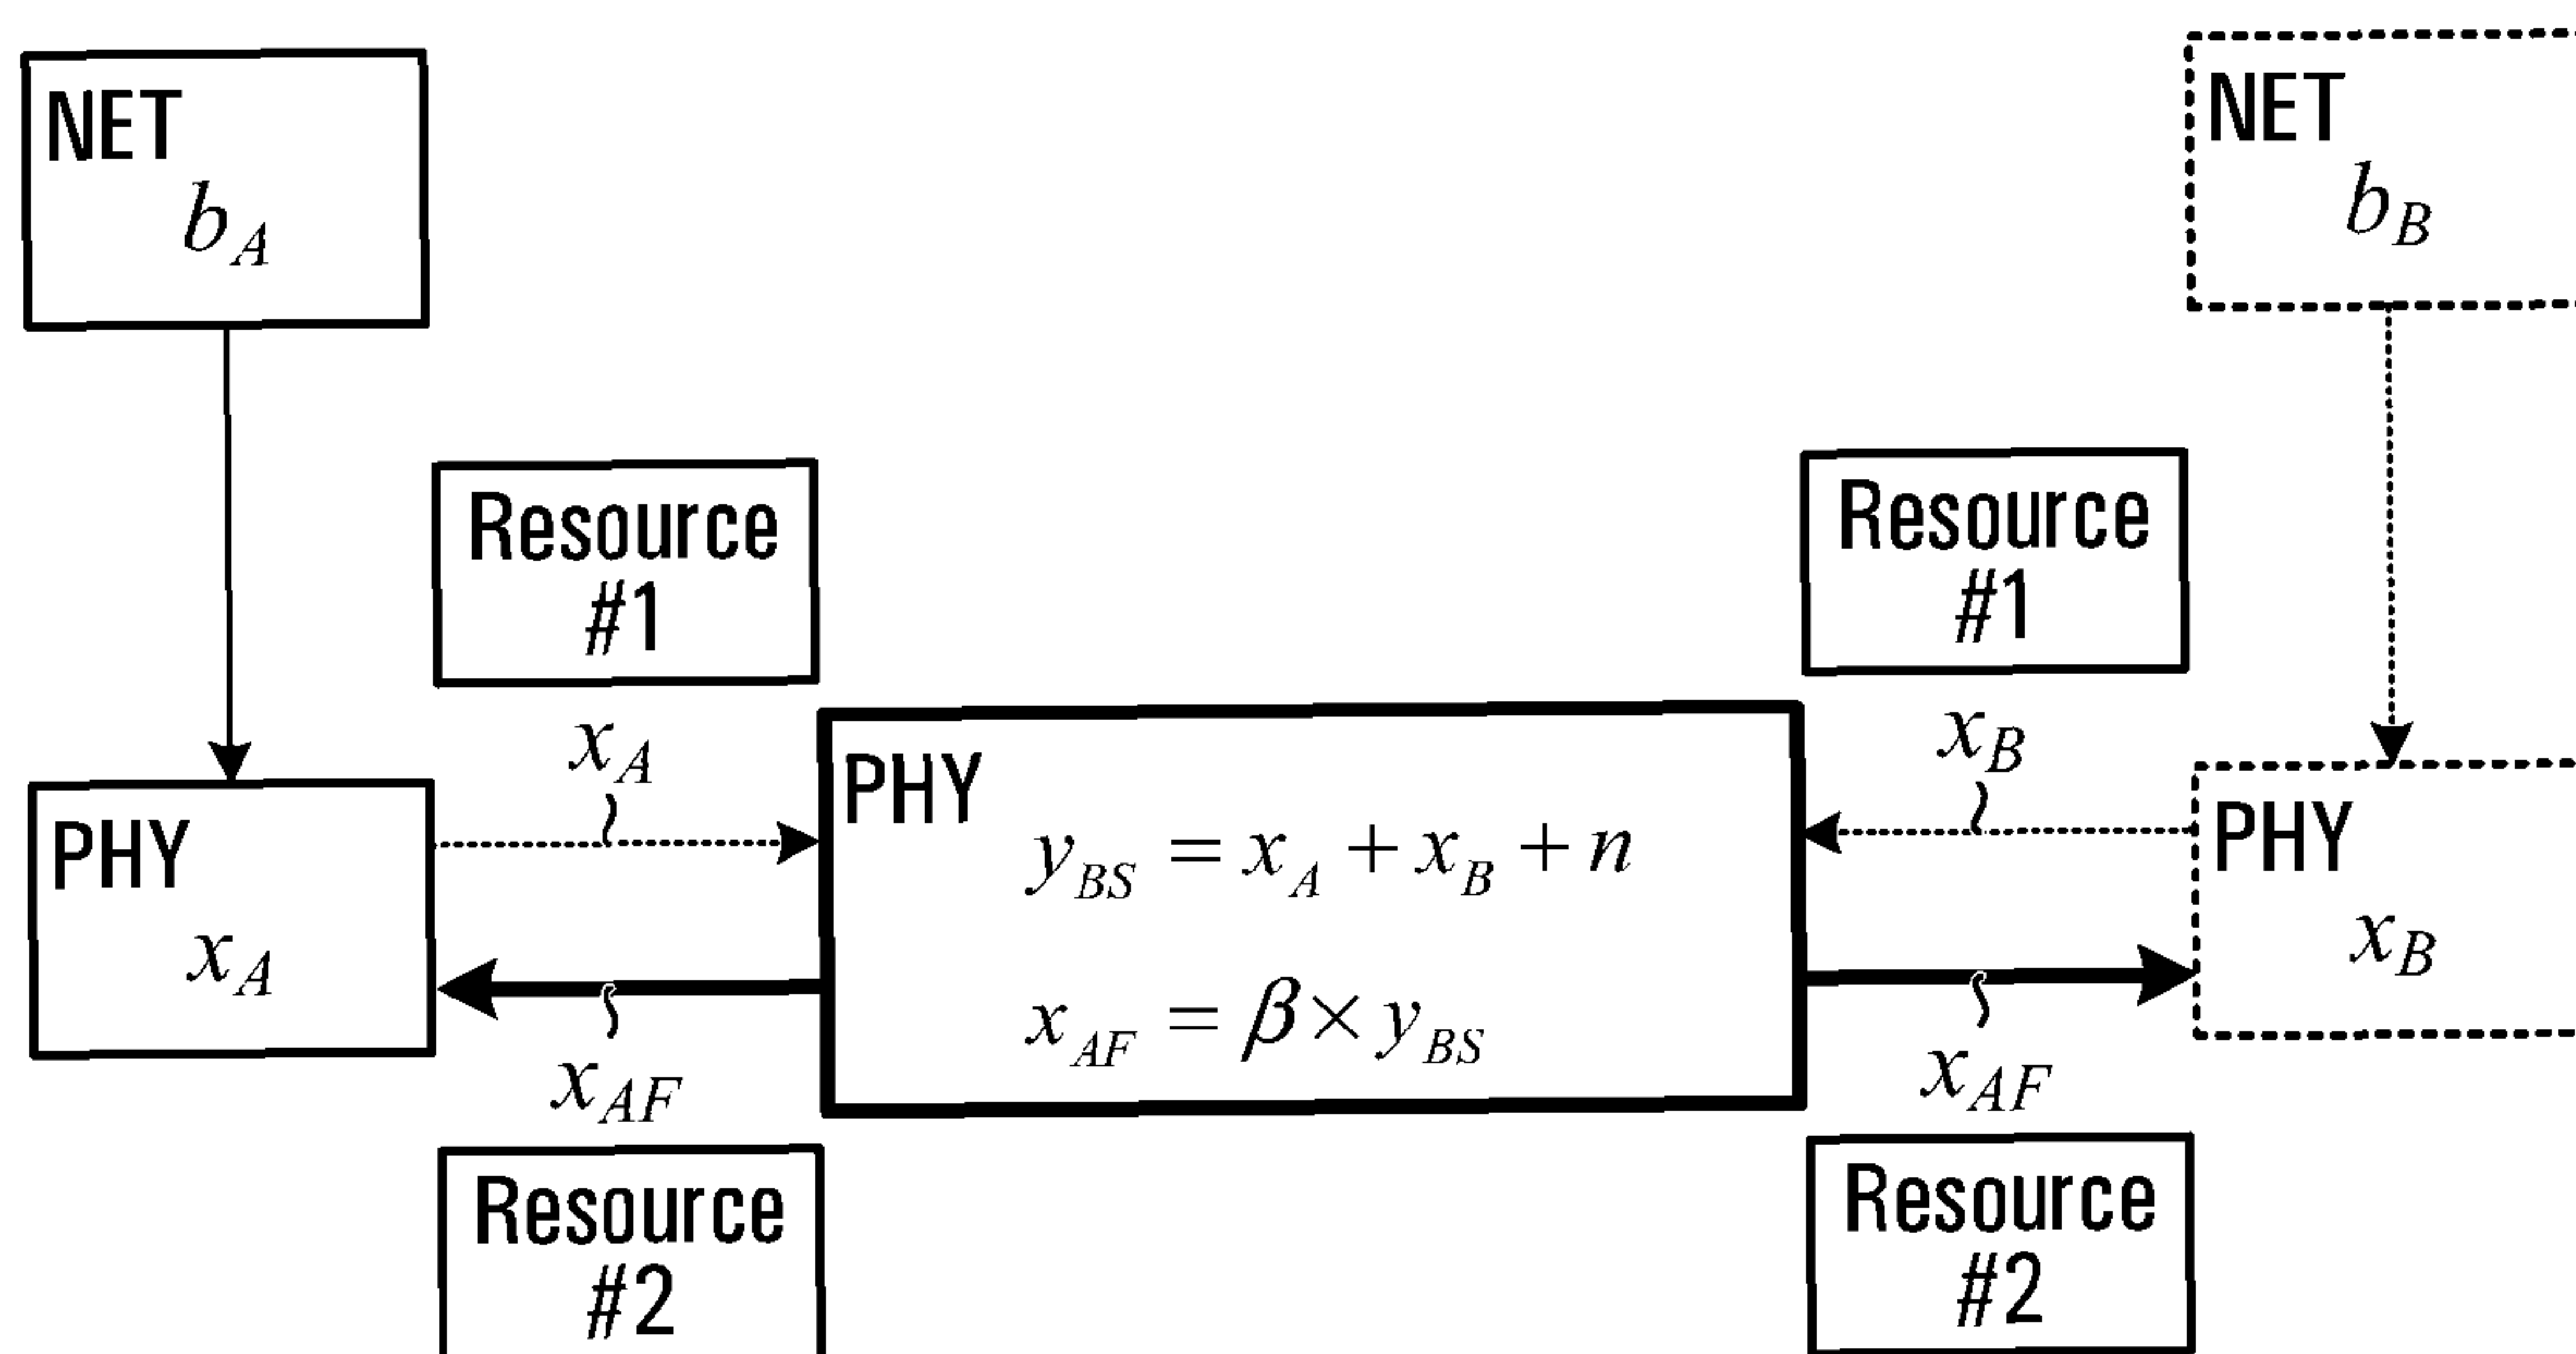 NET
b_A
NET
b_B
Resource
#1
Resource
#1
x_A
x_B
PHY
x_A
PHY
y_BS = x_A + x_B + n
x_AF = β × y_BS
PHY
x_B
x_AF
x_AF
Resource
#2
Resource
#2